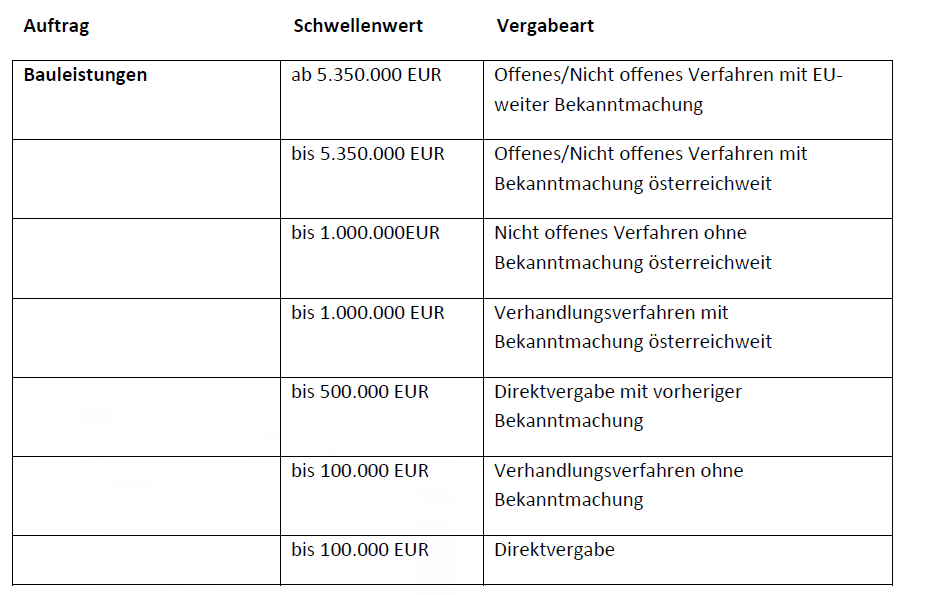 Auftrag Schwellenwert Vergabeart
Bauleistungen ab 5.350.000 EUR Offenes/Nicht offenes Verfahren mit EU-
weiter Bekanntmachung
bis 5.350.000 EUR Offenes/Nicht offenes Verfahren mit
Bekanntmachung österreichweit
bis 1.000.000EUR Nicht offenes Verfahren ohne
Bekanntmachung österreichweit
bis 1.000.000 EUR Verhandlungsverfahren mit
Bekanntmachung österreichweit
bis 500.000 EUR Direktvergabe mit vorheriger
Bekanntmachung
bis 100.000 EUR Verhandlungsverfahren ohne
Bekanntmachung
bis 100.000 EUR Direktvergabe